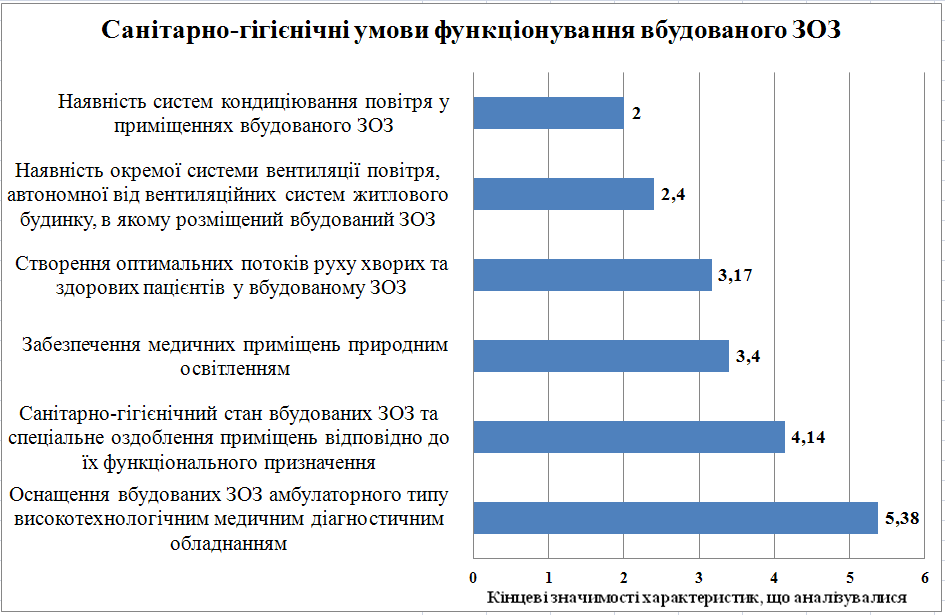 Санітарно-гігієнічні умови функціонування вбудованого ЗОЗ
Наявність систем кондиціювання повітря у
приміщеннях вбудованого ЗОЗ
2
Наявність окремої системи вентиляції повітря,
автономної від вентиляційних систем житлового
будинку, в якому розміщений вбудований ЗОЗ
2,4
Створення оптимальних потоків руху хворих та
здорових пацієнтів у вбудованому ЗОЗ
3,17
Забезпечення медичних приміщень природним
освітленням
3,4
Санітарно-гігієнічний стан вбудованих ЗОЗ та
спеціальне оздоблення приміщень відповідно до
їх функціонального призначення
4,14
Оснащення вбудованих ЗОЗ амбулаторного типу
високотехнологічним медичним діагностичним
обладнанням
5,38
0 1 2 3 4 5 6
Кінцеві значимості характеристик, що аналізувалися